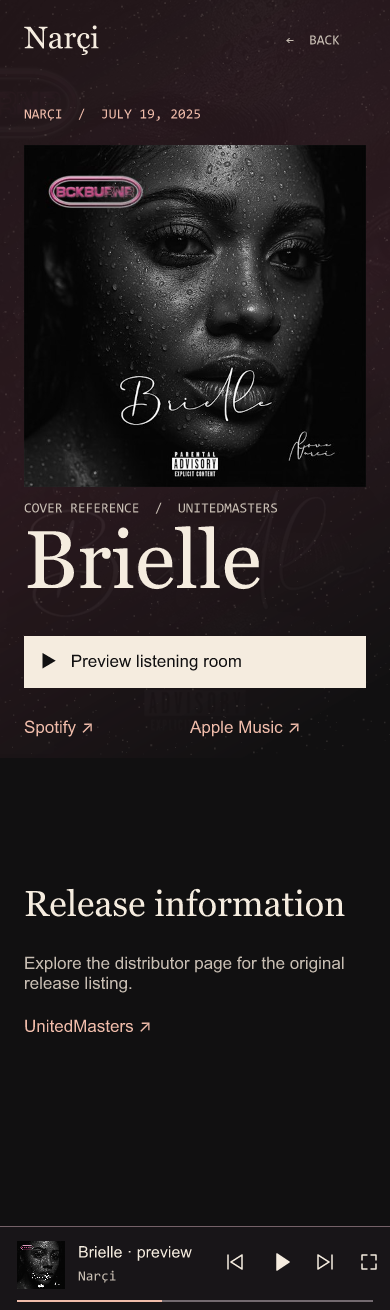 Narçi
← BACK
NARÇI / JULY 19, 2025
BCKBURNR
Brielle
PARENTAL
ADVISORY
EXPLICIT CONTENT
Narci
COVER REFERENCE / UNITEDMASTERS
Brielle
Preview listening room
Spotify ↗
Apple Music ↗
Release information
Explore the distributor page for the original
release listing.
UnitedMasters ↗
Brielle · preview
Narçi